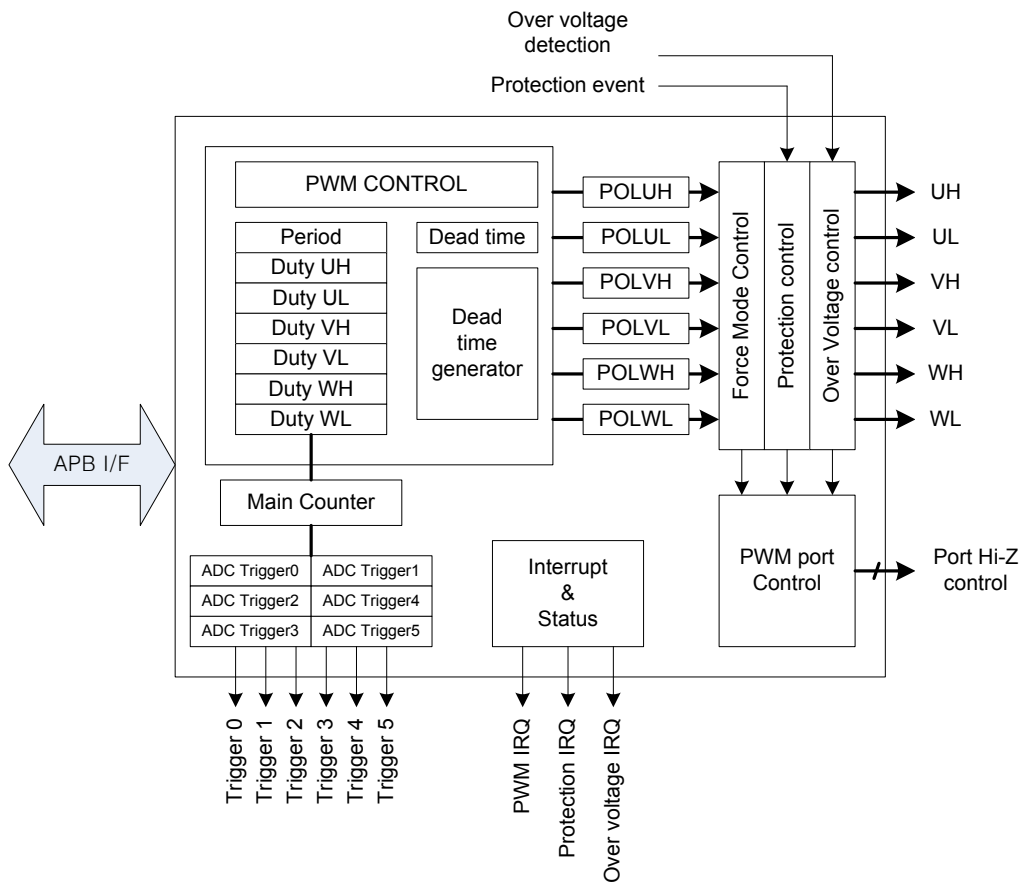 Over voltage
detection
Protection event
PWM CONTROL
Period
Duty UH
Duty UL
Duty VH
Duty VL
Duty WH
Duty WL
Dead time
Dead
time
generator
POLUH
POLUL
POLVH
POLVL
POLWH
POLWL
Force Mode Control
Protection control
Over Voltage control
UH
UL
VH
VL
WH
WL
APB I/F
Main Counter
ADC Trigger0
ADC Trigger1
ADC Trigger2
ADC Trigger4
ADC Trigger3
ADC Trigger5
Interrupt
&
Status
PWM port
Control
Port Hi-Z
control
Trigger 0
Trigger 1
Trigger 2
Trigger 3
Trigger 4
Trigger 5
PWM IRQ
Protection IRQ
Over voltage IRQ